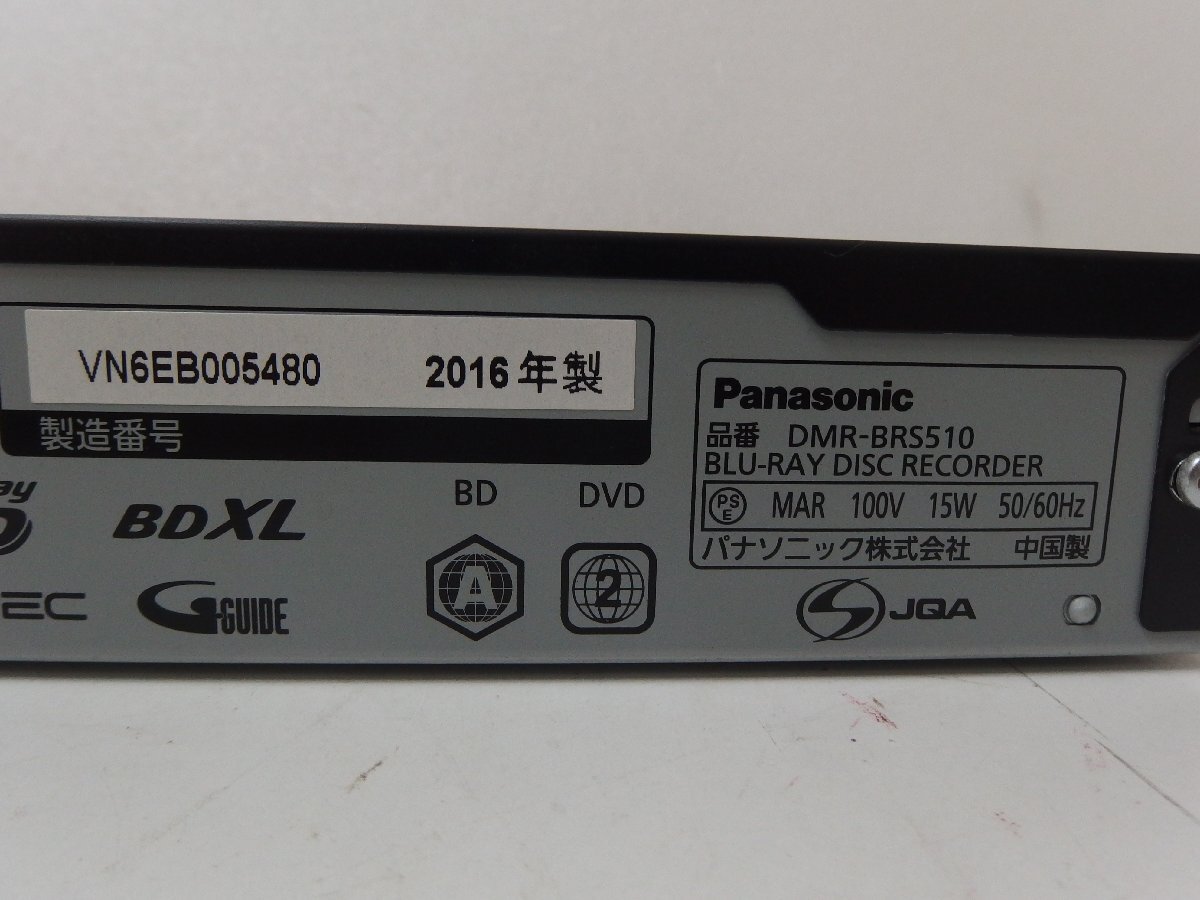 VN6EB005480 2016年製
製造番号
BDXL
G-GUIDE
BD DVD
A 2
Panasonic
品番 DMR-BRS510
BLU-RAY DISC RECORDER
PSE MAR 100V 15W 50/60Hz
パナソニック株式会社 中国製
JQA